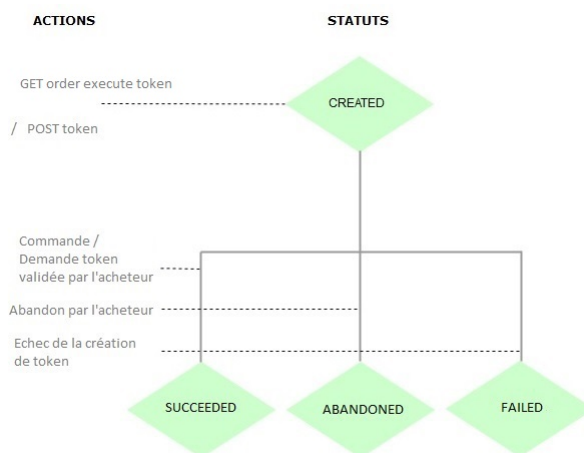 ACTIONS
STATUTS
GET order execute token
CREATED
/ POST token
Commande /
Demande token
validée par l'acheteur
Abandon par l'acheteur
Echec de la création
de token
SUCCEEDED
ABANDONED
FAILED